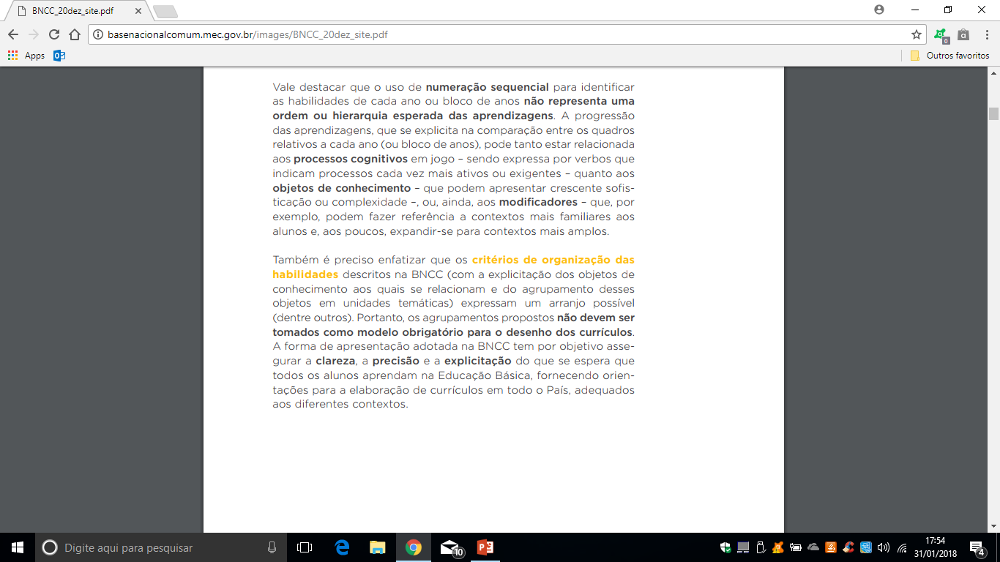 BNCC_20dez_site.pdf
basenacionalcomum.mec.gov.br/images/BNCC_20dez_site.pdf
0
Apps
Outros favoritos
Vale destacar que o uso de numeração sequencial para identificar
as habilidades de cada ano ou bloco de anos não representa uma
ordem ou hierarquia esperada das aprendizagens. A progressão
das aprendizagens, que se explicita na comparação entre os quadros
relativos a cada ano (ou bloco de anos), pode tanto estar relacionada
aos processos cognitivos em jogo – sendo expressa por verbos que
indicam processos cada vez mais ativos ou exigentes – quanto aos
objetos de conhecimento – que podem apresentar crescente sofis-
ticação ou complexidade –, ou, ainda, aos modificadores – que, por
exemplo, podem fazer referência a contextos mais familiares aos
alunos e, aos poucos, expandir-se para contextos mais amplos.
Também é preciso enfatizar que os critérios de organização das
habilidades descritos na BNCC (com a explicitação dos objetos de
conhecimento aos quais se relacionam e do agrupamento desses
objetos em unidades temáticas) expressam um arranjo possível
(dentre outros). Portanto, os agrupamentos propostos não devem ser
tomados como modelo obrigatório para o desenho dos currículos.
A forma de apresentação adotada na BNCC tem por objetivo asse-
gurar a clareza, a precisão e a explicitação do que se espera que
todos os alunos aprendam na Educação Básica, fornecendo orien-
tações para a elaboração de currículos em todo o País, adequados
aos diferentes contextos.
Digite aqui para pesquisar
10
17:54
31/01/2018
4